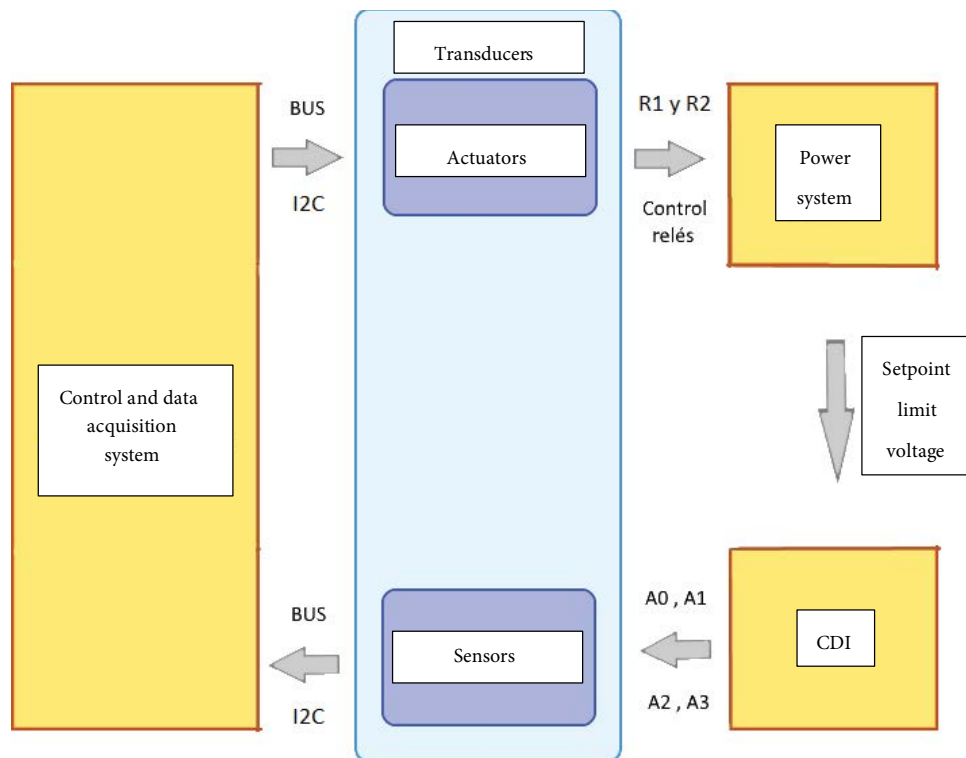 Transducers
BUS
I2C
Actuators
R1 y R2
Control
relés
Power
system
Control and data
acquisition
system
Setpoint
limit
voltage
BUS
I2C
Sensors
A0 , A1
A2 , A3
CDI